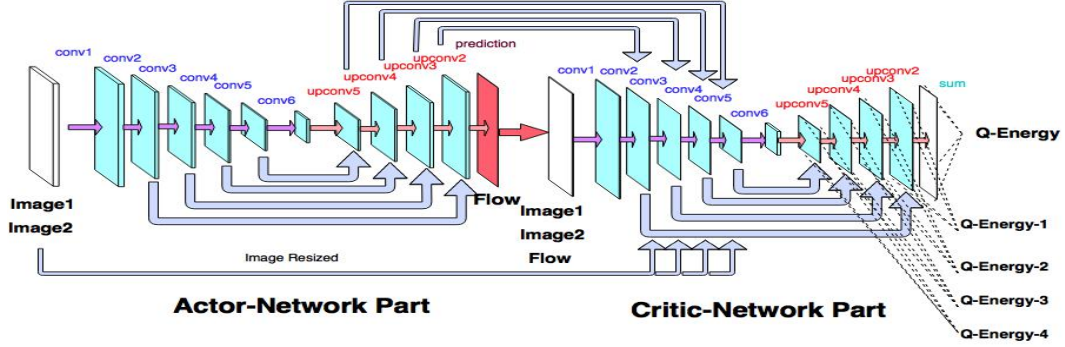 conv1
conv2
conv3
conv4
conv5
conv6
upconv5
upconv4
upconv3
upconv2
prediction
Flow
Image1
Image2
Image Resized
Actor-Network Part
conv1
conv2
conv3
conv4
conv5
conv6
upconv5
upconv4
upconv3
upconv2
sum
Image1
Image2
Flow
Q-Energy
Q-Energy-1
Q-Energy-2
Q-Energy-3
Q-Energy-4
Critic-Network Part